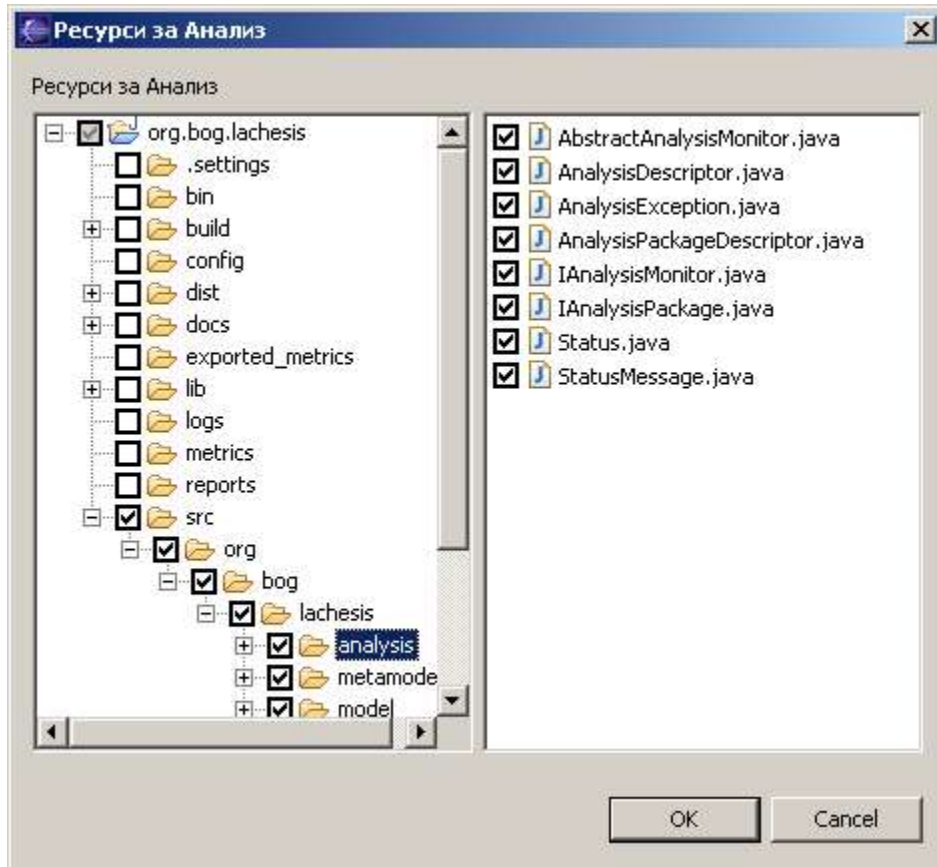 Ресурси за Анализ
Ресурси за Анализ
org.bog.lachesis
.settings
bin
build
config
dist
docs
exported_metrics
lib
logs
metrics
reports
src
org
bog
lachesis
analysis
metamode
model
AbstractAnalysisMonitor.java
AnalysisDescriptor.java
AnalysisException.java
AnalysisPackageDescriptor.java
IAnalysisMonitor.java
IAnalysisPackage.java
Status.java
StatusMessage.java
OK
Cancel